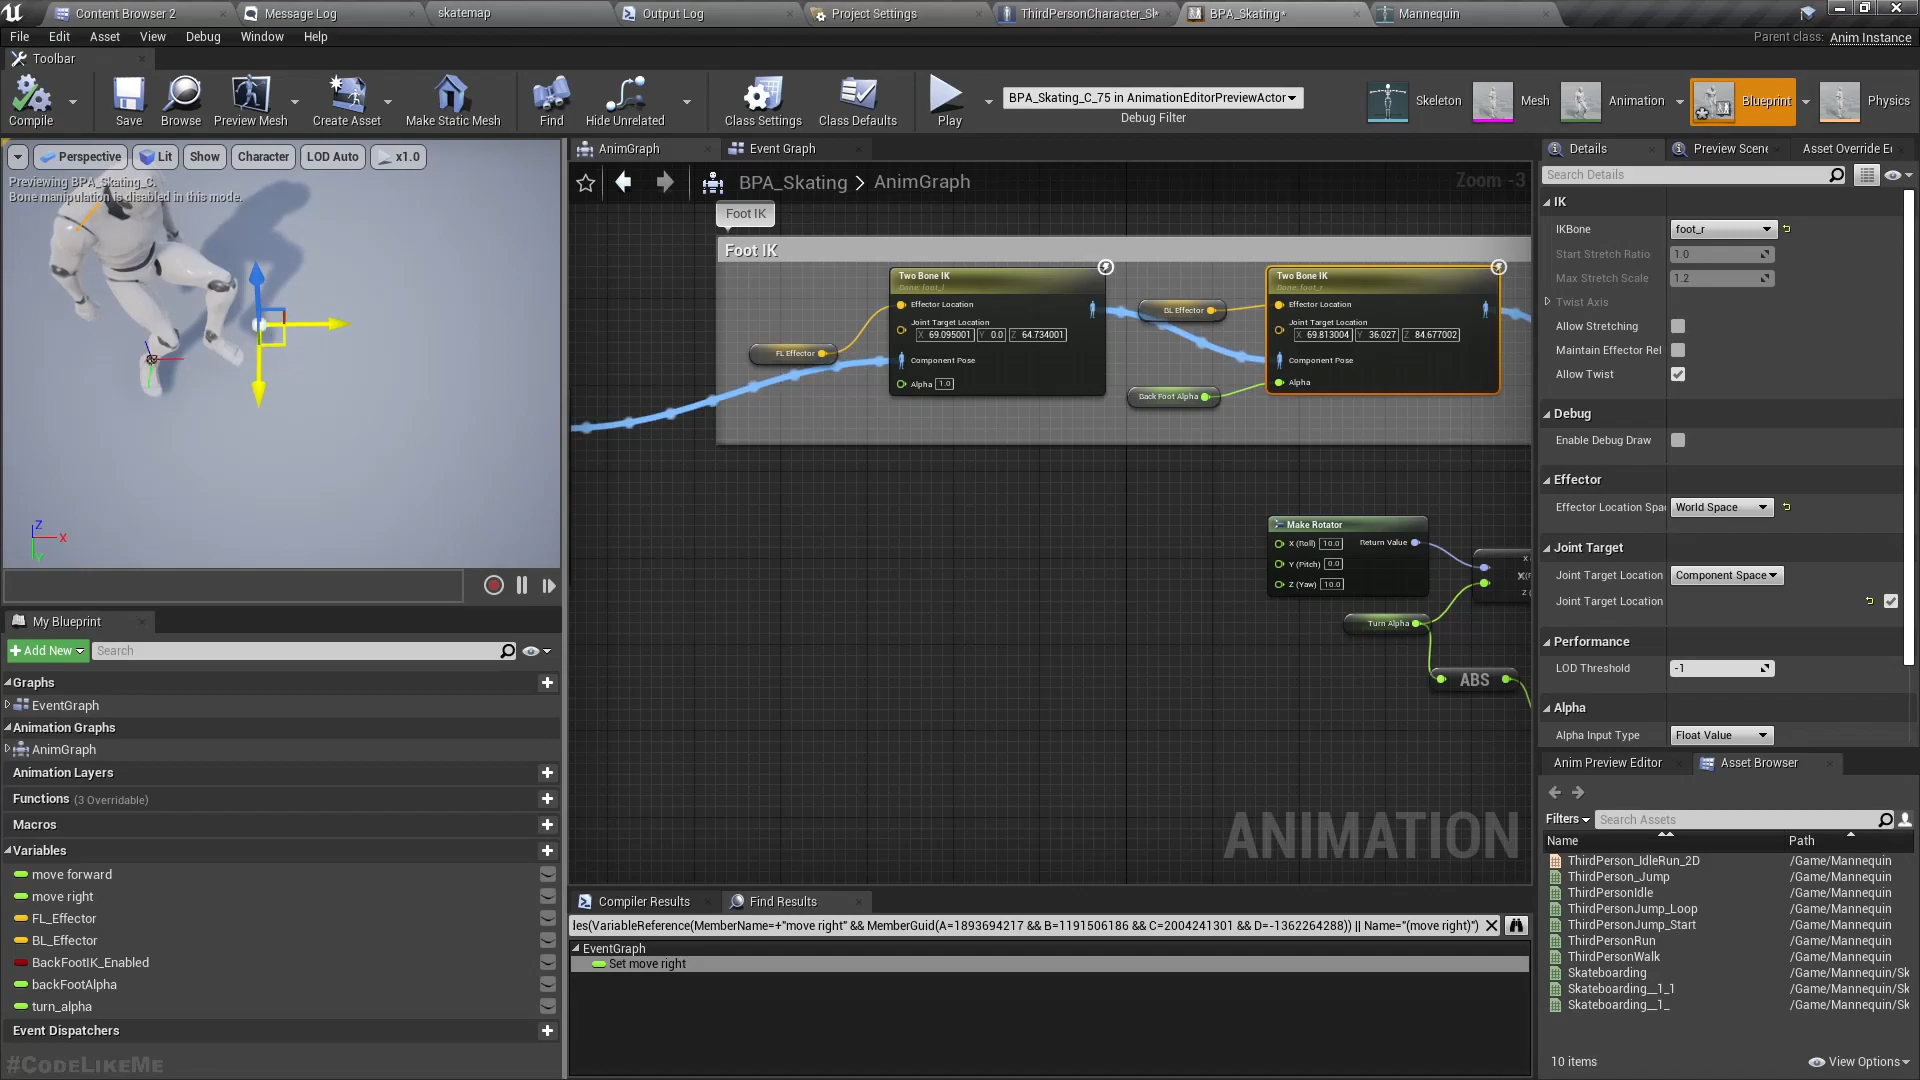 Content Browser 2
Message Log
skatemap
Output Log
Project Settings
ThirdPersonCharacter_Sk*
BPA_Skating*
Mannequin
File
Edit
Asset
View
Debug
Window
Help
Parent class: Anim Instance
Toolbar
Compile
Save
Browse
Preview Mesh
Create Asset
Make Static Mesh
Find
Hide Unrelated
Class Settings
Class Defaults
Play
BPA_Skating_C_75 in AnimationEditorPreviewActor
Debug Filter
Skeleton
Mesh
Animation
Blueprint
Physics
Perspective
Lit
Show
Character
LOD Auto
x1.0
Previewing BPA_Skating_C.
Bone manipulation is disabled in this mode.
Z
X
Y
AnimGraph
Event Graph
BPA_Skating > AnimGraph
Zoom -3
Foot IK
Foot IK
Two Bone IK
Bone: foot_l
Effector Location
Joint Target Location
X 69.095001 Y 0.0 Z 64.734001
Component Pose
Alpha 1.0
FL Effector
BL Effector
Back Foot Alpha
Two Bone IK
Bone: foot_r
Effector Location
Joint Target Location
X 69.813004 Y 36.027 Z 84.677002
Component Pose
Alpha
Make Rotator
X (Roll) 10.0
Return Value
Y (Pitch) 0.0
Z (Yaw) 10.0
Turn Alpha
ABS
ANIMATION
My Blueprint
Add New
Search
Graphs
EventGraph
Animation Graphs
AnimGraph
Animation Layers
Functions (3 Overridable)
Macros
Variables
move forward
move right
FL_Effector
BL_Effector
BackFootIK_Enabled
backFootAlpha
turn_alpha
Event Dispatchers
#CodeLikeMe
Compiler Results
Find Results
les(VariableReference(MemberName=+"move right" && MemberGuid(A=1893694217 && B=1191506186 && C=2004241301 && D=-1362264288)) || Name="(move right)")
EventGraph
Set move right
Details
Preview Scene
Asset Override E
Search Details
IK
IKBone
foot_r
Start Stretch Ratio
1.0
Max Stretch Scale
1.2
Twist Axis
Allow Stretching
Maintain Effector Rel
Allow Twist
Debug
Enable Debug Draw
Effector
Effector Location Spa
World Space
Joint Target
Joint Target Location
Component Space
Joint Target Location
Performance
LOD Threshold
-1
Alpha
Alpha Input Type
Float Value
Anim Preview Editor
Asset Browser
Filters
Search Assets
Name
Path
ThirdPerson_IdleRun_2D
/Game/Mannequin
ThirdPerson_Jump
/Game/Mannequin
ThirdPersonIdle
/Game/Mannequin
ThirdPersonJump_Loop
/Game/Mannequin
ThirdPersonJump_Start
/Game/Mannequin
ThirdPersonRun
/Game/Mannequin
ThirdPersonWalk
/Game/Mannequin
Skateboarding
/Game/Mannequin/Sk
Skateboarding__1_1
/Game/Mannequin/Sk
Skateboarding__1_
/Game/Mannequin/Sk
10 items
View Options